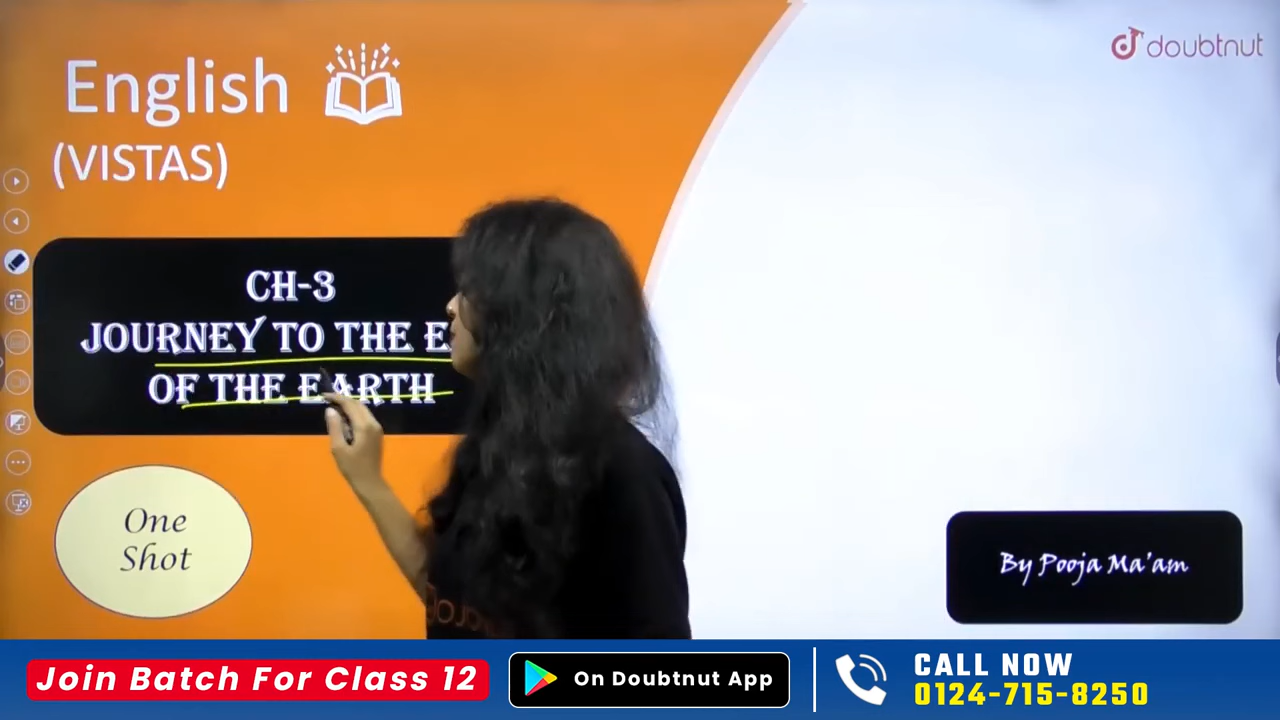 English
(VISTAS)
doubtnut
CH-3
JOURNEY TO THE E
OF THE EARTH
One
Shot
By Pooja Ma'am
Join Batch For Class 12
On Doubtnut App
CALL NOW
0124-715-8250